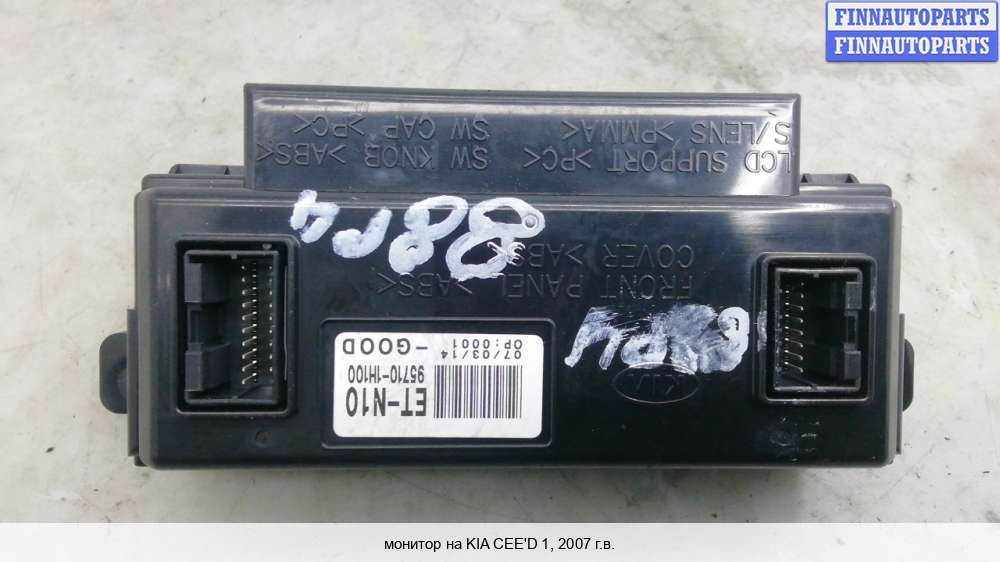 FINNAUTOPARTS
FINNAUTOPARTS
LCD SUPPORT >PC<
S/LENS >PMMA<
SW KNOB >ABS<
SW CAP >PC<
FRONT PANEL >ABS<
COVER >ABS
88Г4
KIA
ET-N10
95710-1H100
-GOOD
07/03/14
OP:0001
монитор на KIA CEE'D 1, 2007 г.в.